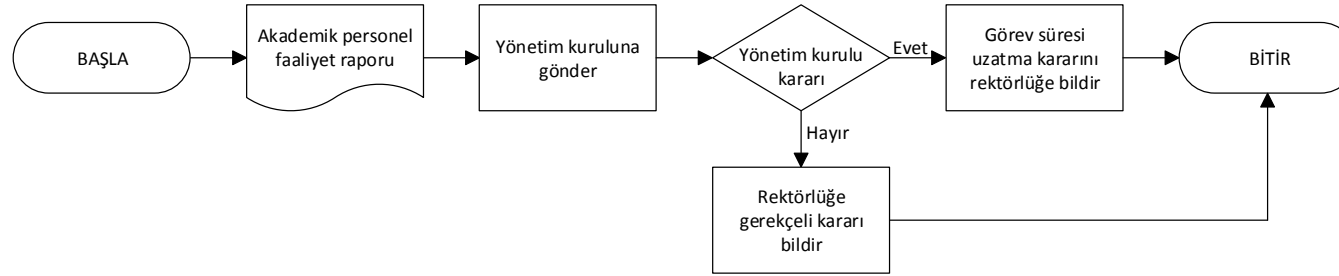 BAŞLA
Akademik personel
faaliyet raporu
Yönetim kuruluna
gönder
Yönetim kurulu
kararı
Evet
Görev süresi
uzatma kararını
rektörlüğe bildir
BİTİR
Hayır
Rektörlüğe
gerekçeli kararı
bildir